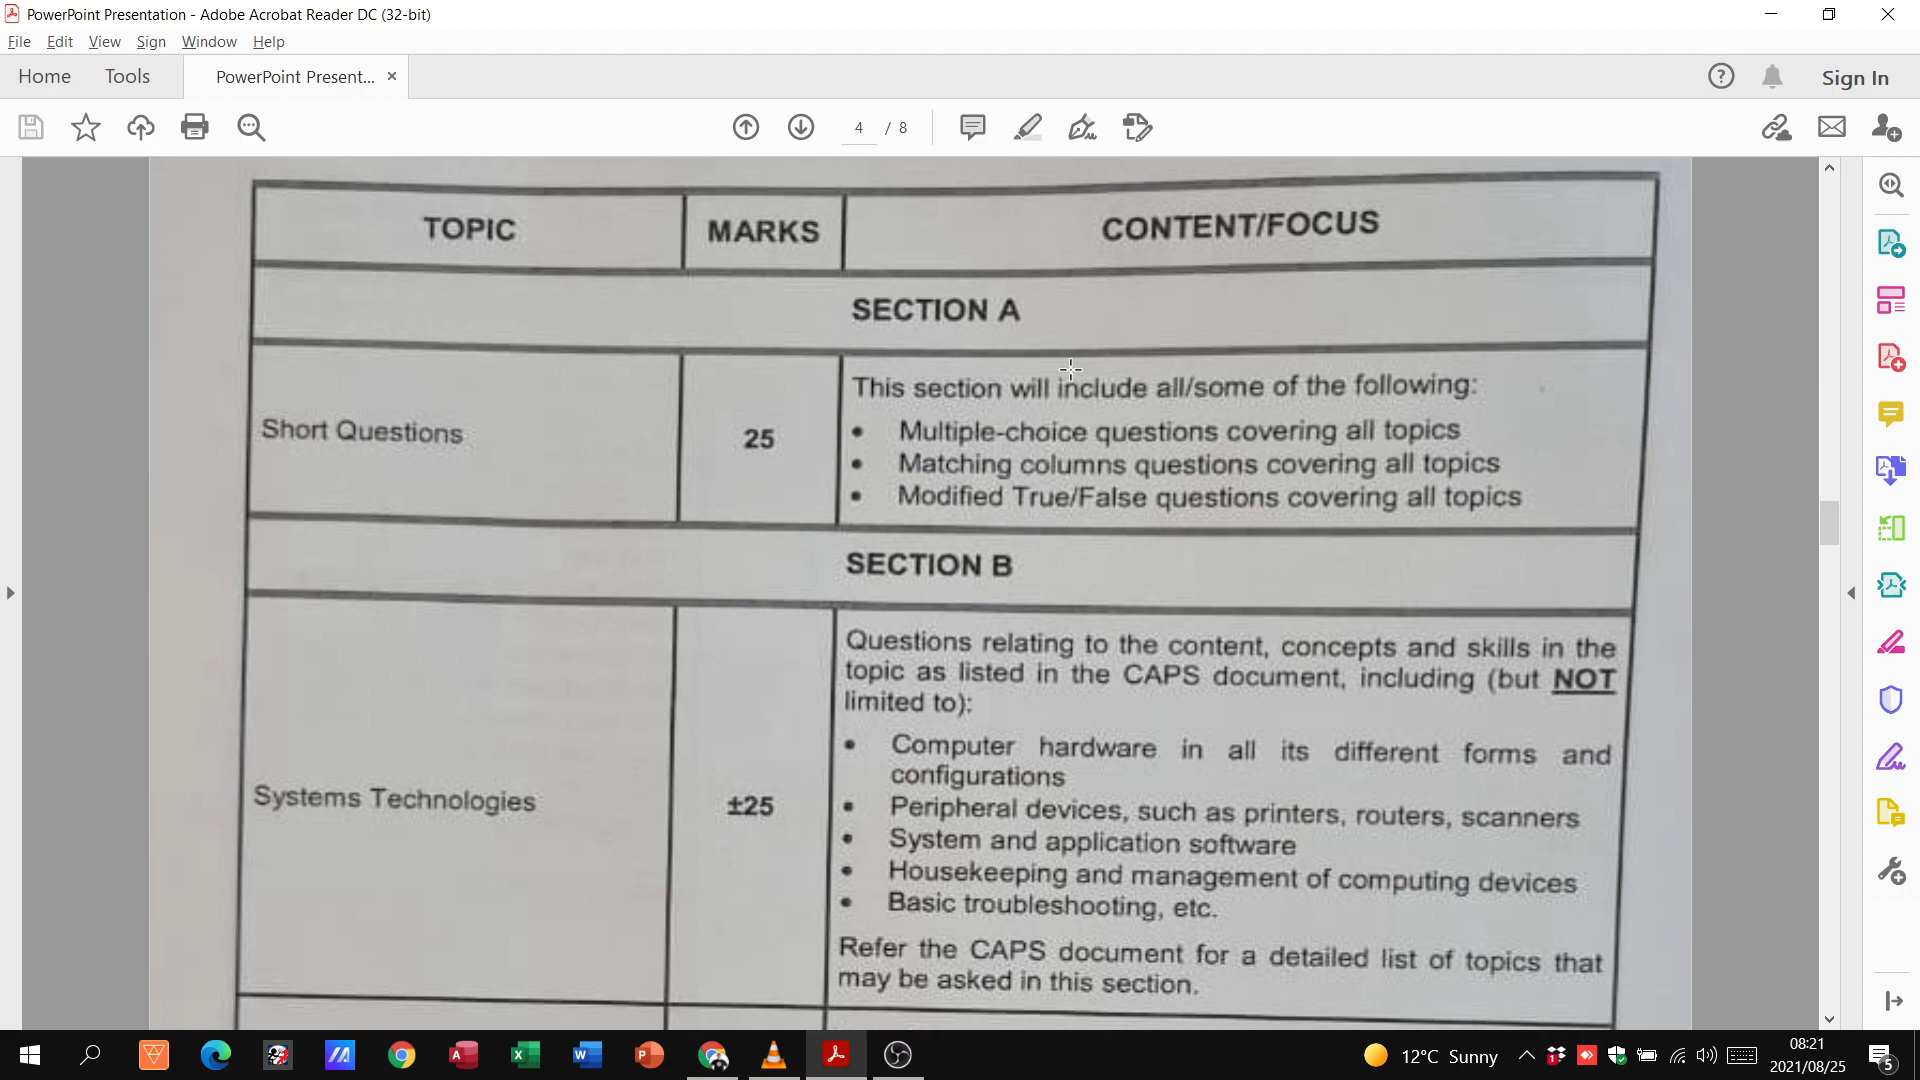 PowerPoint Presentation - Adobe Acrobat Reader DC (32-bit)
File Edit View Sign Window Help
Home Tools PowerPoint Present... × Sign In
4 / 8
TOPIC MARKS CONTENT/FOCUS
SECTION A
Short Questions 25
This section will include all/some of the following:
• Multiple-choice questions covering all topics
• Matching columns questions covering all topics
• Modified True/False questions covering all topics
SECTION B
Systems Technologies ±25
Questions relating to the content, concepts and skills in the
topic as listed in the CAPS document, including (but NOT
limited to):
• Computer hardware in all its different forms and
configurations
• Peripheral devices, such as printers, routers, scanners
• System and application software
• Housekeeping and management of computing devices
• Basic troubleshooting, etc.
Refer the CAPS document for a detailed list of topics that
may be asked in this section.
12°C Sunny
08:21
2021/08/25
5